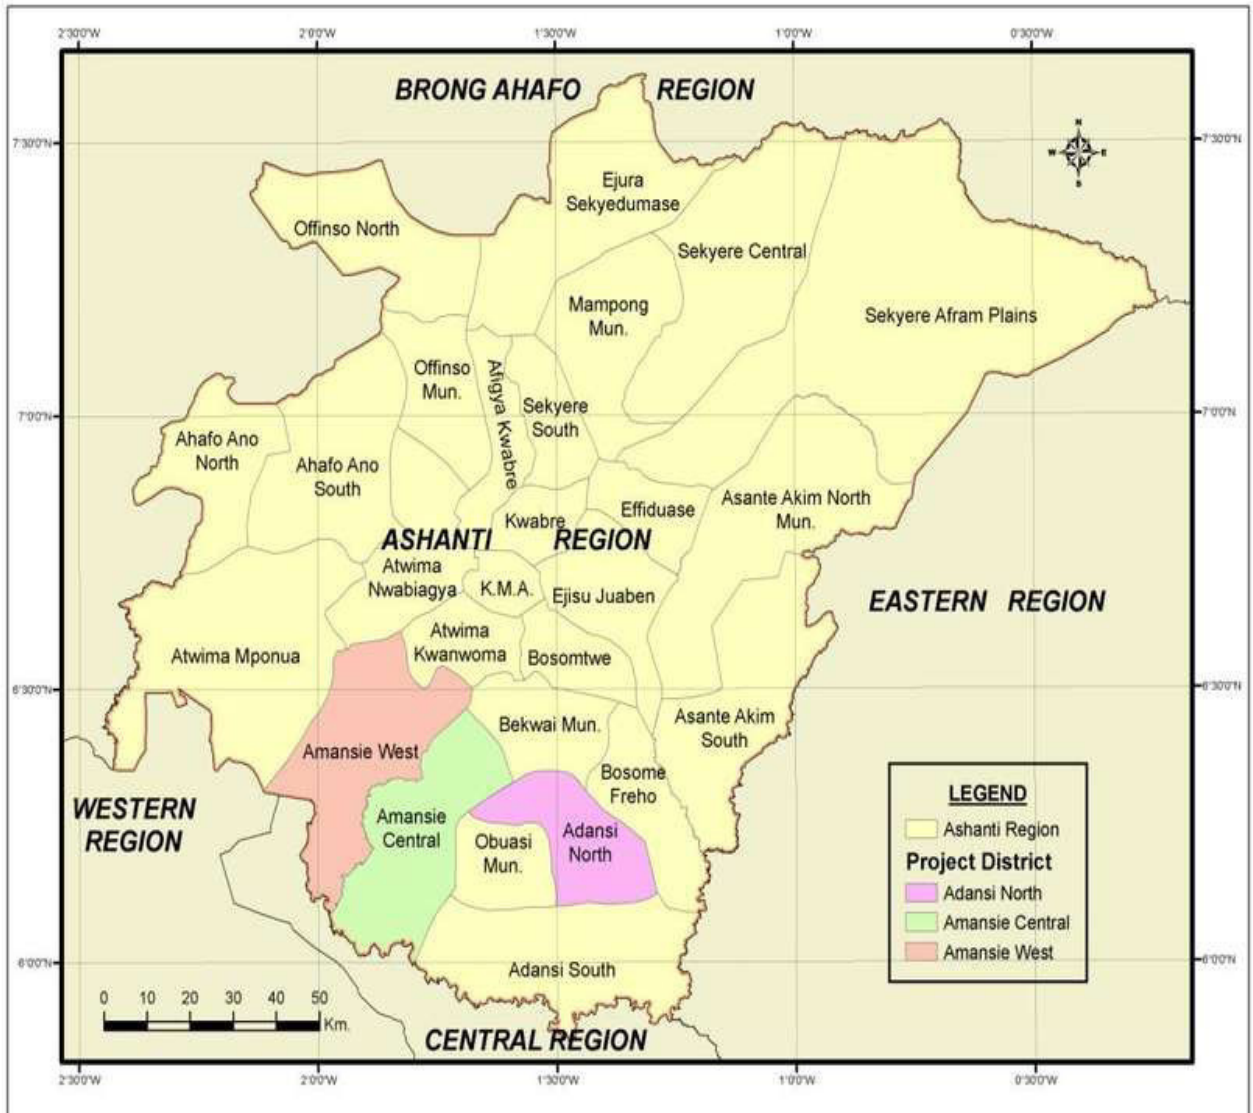 2°30'0"W 2°0'0"W 1°30'0"W 1°0'0"W 0°30'0"W
BRONG AHAFO REGION
7°30'0"N 7°30'0"N
N
W E
S
Ejura
Sekyedumase
Offinso North
Sekyere Central
Mampong
Mun.
Sekyere Afram Plains
Offinso
Mun.
Afigya Kwabre
Sekyere
South
7°0'0"N 7°0'0"N
Ahafo Ano
North
Ahafo Ano
South
Asante Akim North
Mun.
Effiduase
Kwabre
ASHANTI REGION
Atwima
Nwabiagya
K.M.A.
Ejisu Juaben
EASTERN REGION
Atwima
Kwanwoma
Bosomtwe
Atwima Mponua
6°30'0"N 6°30'0"N
Asante Akim
South
Bekwai Mun.
Amansie West
Bosome
Freho
WESTERN
REGION
Amansie
Central
Adansi
North
Obuasi
Mun.
LEGEND
Ashanti Region
Project District
Adansi North
Amansie Central
Amansie West
6°0'0"N 6°0'0"N
Adansi South
0 10 20 30 40 50
Km.
CENTRAL REGION
2°30'0"W 2°0'0"W 1°30'0"W 1°0'0"W 0°30'0"W